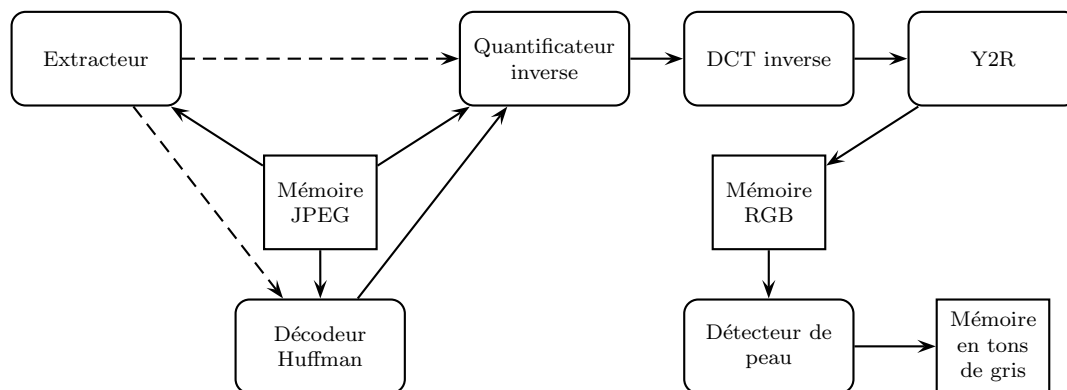 Extracteur
Quantificateur
inverse
DCT inverse
Y2R
Mémoire
JPEG
Mémoire
RGB
Décodeur
Huffman
Détecteur de
peau
Mémoire
en tons
de gris